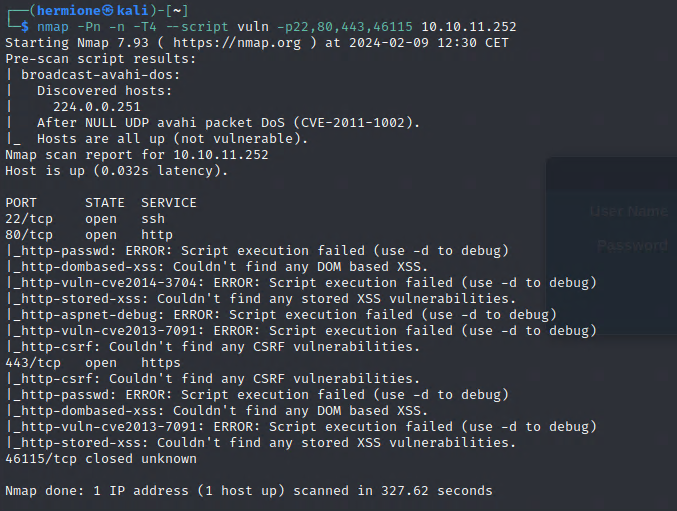 ┌──(hermione㉿kali)-[~]
└─$ nmap -Pn -n -T4 --script vuln -p22,80,443,46115 10.10.11.252
Starting Nmap 7.93 ( https://nmap.org ) at 2024-02-09 12:30 CET
Pre-scan script results:
| broadcast-avahi-dos:
|   Discovered hosts:
|     224.0.0.251
|   After NULL UDP avahi packet DoS (CVE-2011-1002).
|_  Hosts are all up (not vulnerable).
Nmap scan report for 10.10.11.252
Host is up (0.032s latency).

PORT      STATE  SERVICE
22/tcp    open   ssh
80/tcp    open   http
|_http-passwd: ERROR: Script execution failed (use -d to debug)
|_http-dombased-xss: Couldn't find any DOM based XSS.
|_http-vuln-cve2014-3704: ERROR: Script execution failed (use -d to debug)
|_http-stored-xss: Couldn't find any stored XSS vulnerabilities.
|_http-aspnet-debug: ERROR: Script execution failed (use -d to debug)
|_http-vuln-cve2013-7091: ERROR: Script execution failed (use -d to debug)
|_http-csrf: Couldn't find any CSRF vulnerabilities.
443/tcp   open   https
|_http-csrf: Couldn't find any CSRF vulnerabilities.
|_http-passwd: ERROR: Script execution failed (use -d to debug)
|_http-dombased-xss: Couldn't find any DOM based XSS.
|_http-vuln-cve2013-7091: ERROR: Script execution failed (use -d to debug)
|_http-stored-xss: Couldn't find any stored XSS vulnerabilities.
46115/tcp closed unknown

Nmap done: 1 IP address (1 host up) scanned in 327.62 seconds
User Name
Password